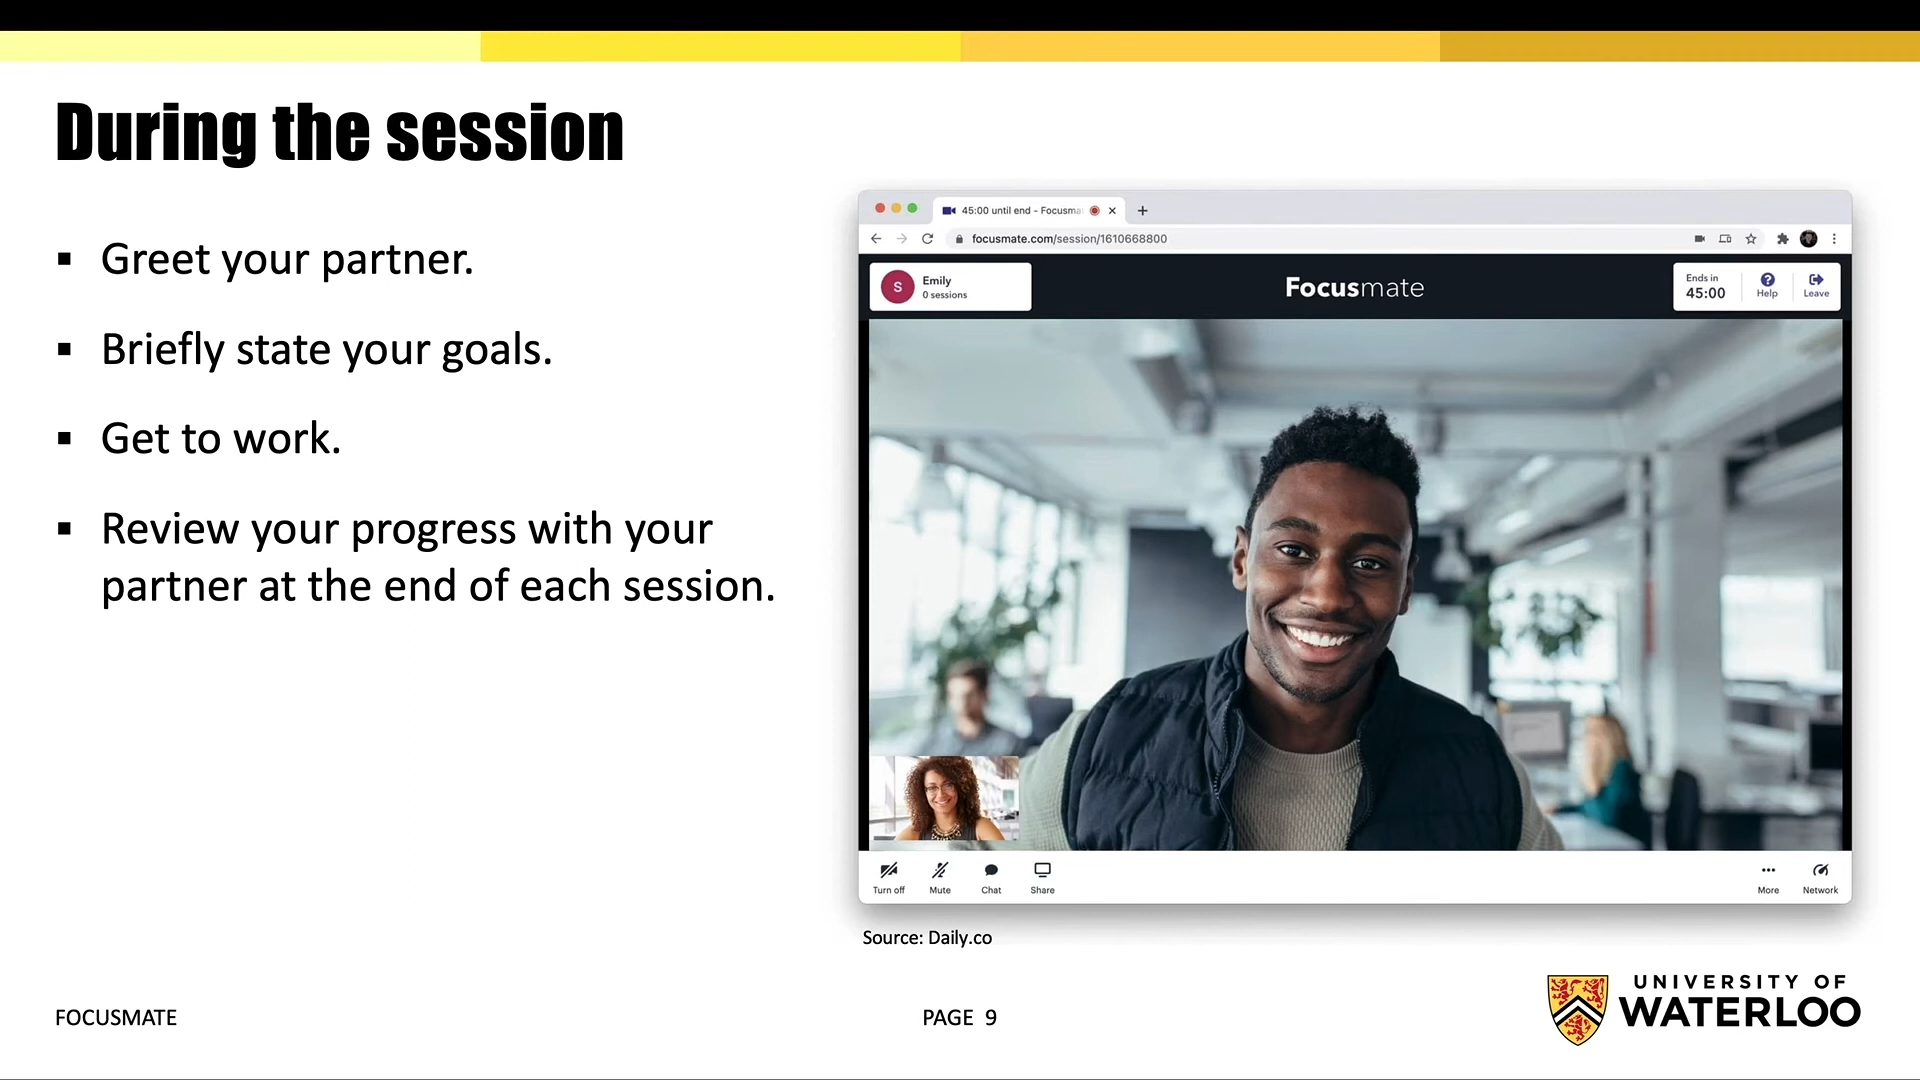 During the session
▪ Greet your partner.
▪ Briefly state your goals.
▪ Get to work.
▪ Review your progress with your
partner at the end of each session.
45:00 until end - Focusma
focusmate.com/session/1610668800
S
Emily
0 sessions
Focusmate
Ends in
45:00
Help
Leave
Turn off
Mute
Chat
Share
More
Network
Source: Daily.co
FOCUSMATE
PAGE 9
UNIVERSITY OF
WATERLOO